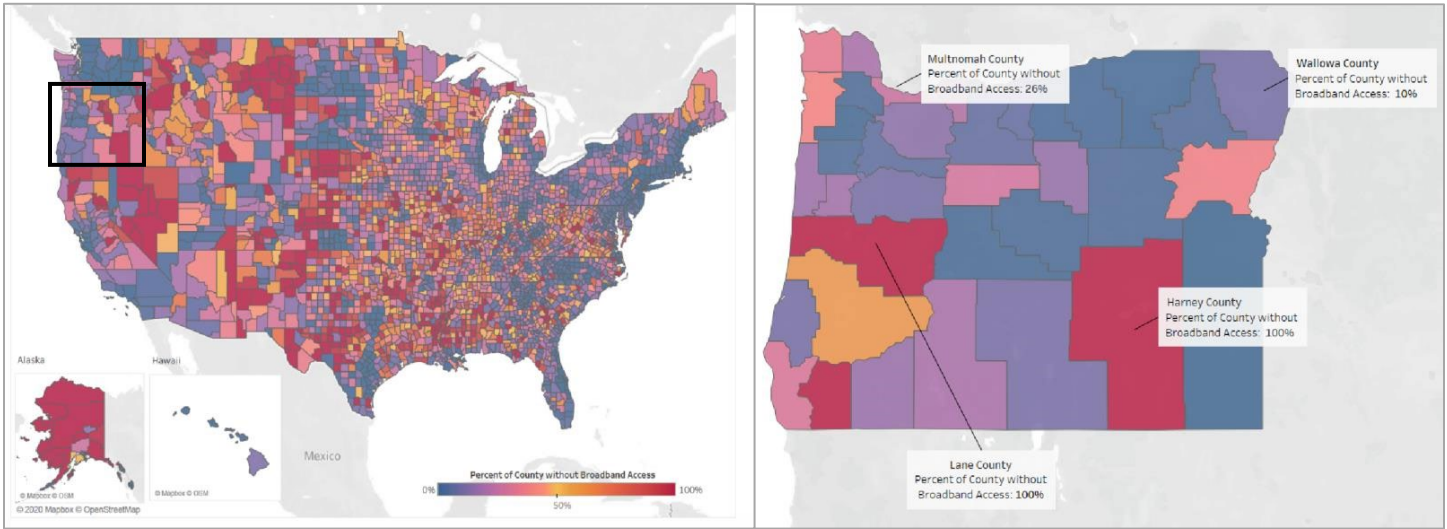 Alaska
Hawaii
Mexico
© Mapbox © OSM
© Mapbox © OSM
© 2020 Mapbox © OpenStreetMap
Percent of County without Broadband Access
0%
100%
50%
Multnomah County
Percent of County without
Broadband Access: 26%
Wallowa County
Percent of County without
Broadband Access: 10%
Harney County
Percent of County without
Broadband Access: 100%
Lane County
Percent of County without
Broadband Access: 100%